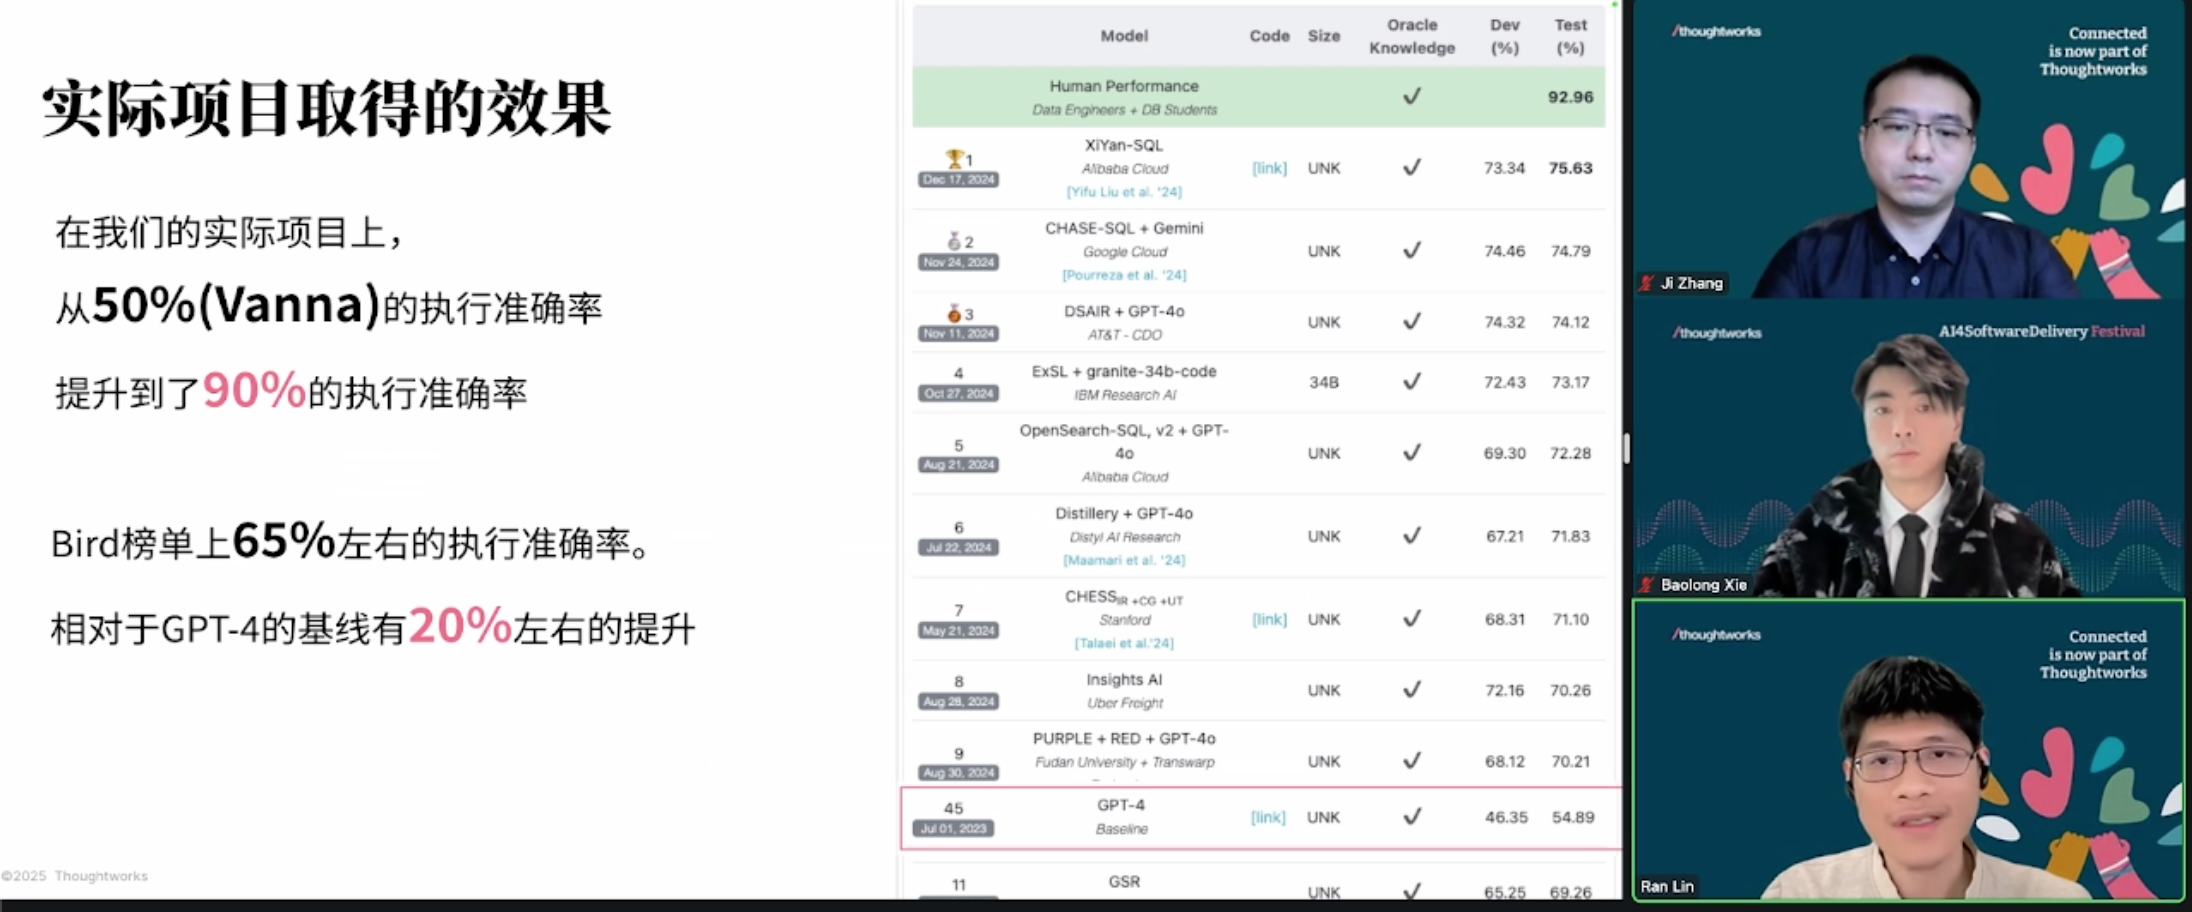 实际项目取得的效果
在我们的实际项目上，
从50%(Vanna)的执行准确率
提升到了90%的执行准确率
Bird榜单上65%左右的执行准确率。
相对于GPT-4的基线有20%左右的提升
©2025 Thoughtworks
Model Code Size Oracle Knowledge Dev (%) Test (%)
Human Performance
Data Engineers + DB Students
✓ 92.96
1
Dec 17, 2024
XiYan-SQL
Alibaba Cloud
[Yifu Liu et al. '24]
[link] UNK ✓ 73.34 75.63
2
Nov 24, 2024
CHASE-SQL + Gemini
Google Cloud
[Pourreza et al. '24]
UNK ✓ 74.46 74.79
3
Nov 11, 2024
DSAIR + GPT-4o
AT&T - CDO
UNK ✓ 74.32 74.12
4
Oct 27, 2024
ExSL + granite-34b-code
IBM Research AI
34B ✓ 72.43 73.17
5
Aug 21, 2024
OpenSearch-SQL, v2 + GPT-
4o
Alibaba Cloud
UNK ✓ 69.30 72.28
6
Jul 22, 2024
Distillery + GPT-4o
Distyl AI Research
[Maamari et al. '24]
UNK ✓ 67.21 71.83
7
May 21, 2024
CHESSIR +CG +UT
Stanford
[Talaei et al.'24]
[link] UNK ✓ 68.31 71.10
8
Aug 28, 2024
Insights AI
Uber Freight
UNK ✓ 72.16 70.26
9
Aug 30, 2024
PURPLE + RED + GPT-4o
Fudan University + Transwarp
UNK ✓ 68.12 70.21
45
Jul 01, 2023
GPT-4
Baseline
[link] UNK ✓ 46.35 54.89
11
GSR
UNK ✓ 65.25 69.26
/thoughtworks
Connected
is now part of
Thoughtworks
Ji Zhang
/thoughtworks
AI4SoftwareDelivery Festival
Baolong Xie
/thoughtworks
Connected
is now part of
Thoughtworks
Ran Lin